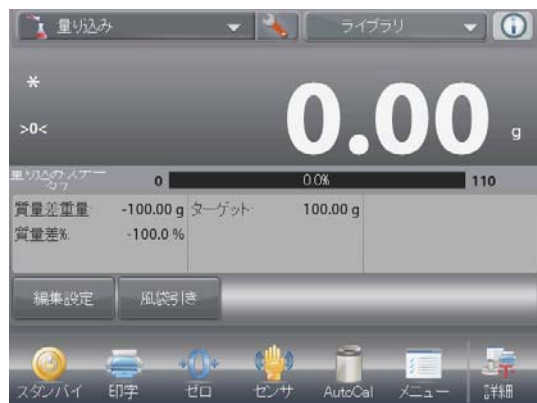 量り込み ライブラリ
*
0.00 g
>0<
量り込みステー
タス 0 0.0% 110
質量差重量: -100.00 g ターゲット: 100.00 g
質量差%: -100.0 %
編集設定 風袋引き
スタンバイ 印字 ゼロ センサ AutoCal メニュー 詳細